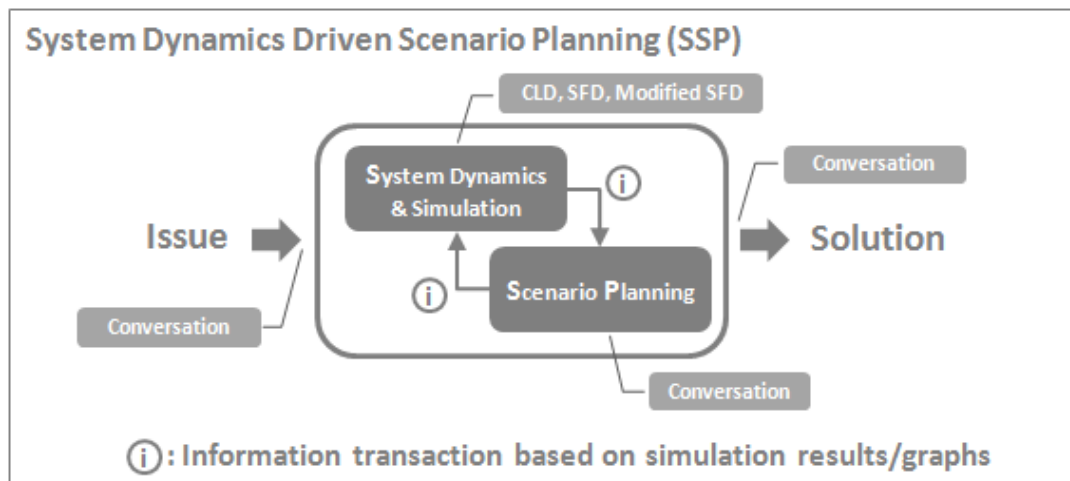 System Dynamics Driven Scenario Planning (SSP)
CLD, SFD, Modified SFD
System Dynamics
& Simulation
i
Conversation
Issue
Solution
i
Scenario Planning
Conversation
Conversation
i : Information transaction based on simulation results/graphs